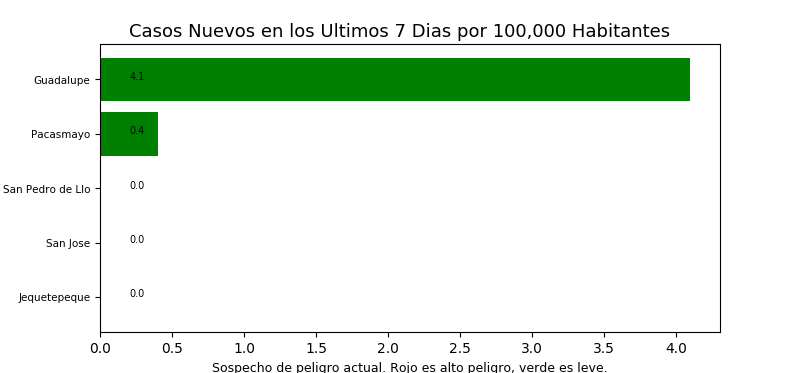 Casos Nuevos en los Ultimos 7 Dias por 100,000 Habitantes
Guadalupe 4.1
Pacasmayo 0.4
San Pedro de Llo 0.0
San Jose 0.0
Jequetepeque 0.0
0.0 0.5 1.0 1.5 2.0 2.5 3.0 3.5 4.0
Sospecho de peligro actual. Rojo es alto peligro, verde es leve.